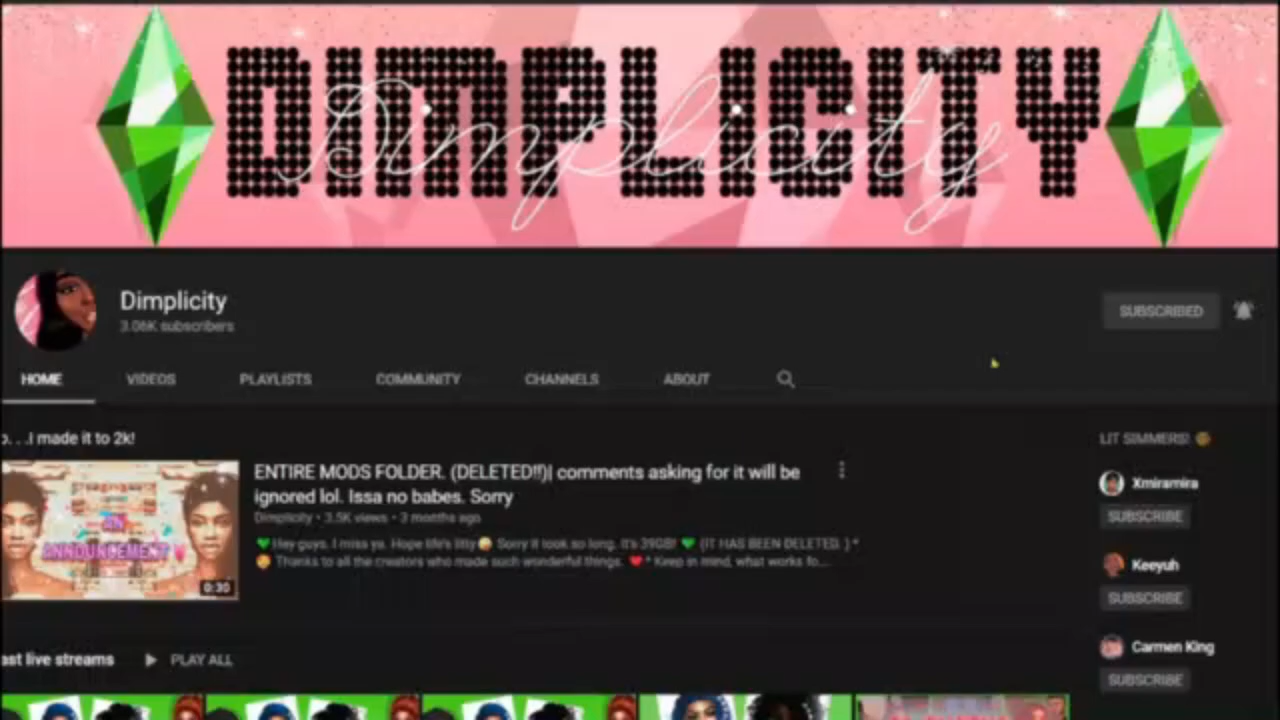 DIMPLICITY
Dimplicity
Dimplicity
3.06K subscribers
SUBSCRIBED
HOME VIDEOS PLAYLISTS COMMUNITY CHANNELS ABOUT
o. . .i made it to 2k!
ENTIRE MODS FOLDER. (DELETED!!)| comments asking for it will be
ignored lol. Issa no babes. Sorry
Dimplicity • 3.5K views • 3 months ago
💚Hey guys. I miss ya. Hope life's litty😜 Sorry it took so long. It's 39GB! 💚 (IT HAS BEEN DELETED. ) *
Thanks to all the creators who made such wonderful things. ❤ * Keep in mind, what works fo...
AN
ANNOUNCEMENT
0:30
LIT SIMMERS!
Xmiramira
SUBSCRIBE
Keeyuh
SUBSCRIBE
Carmen King
SUBSCRIBE
ast live streams PLAY ALL